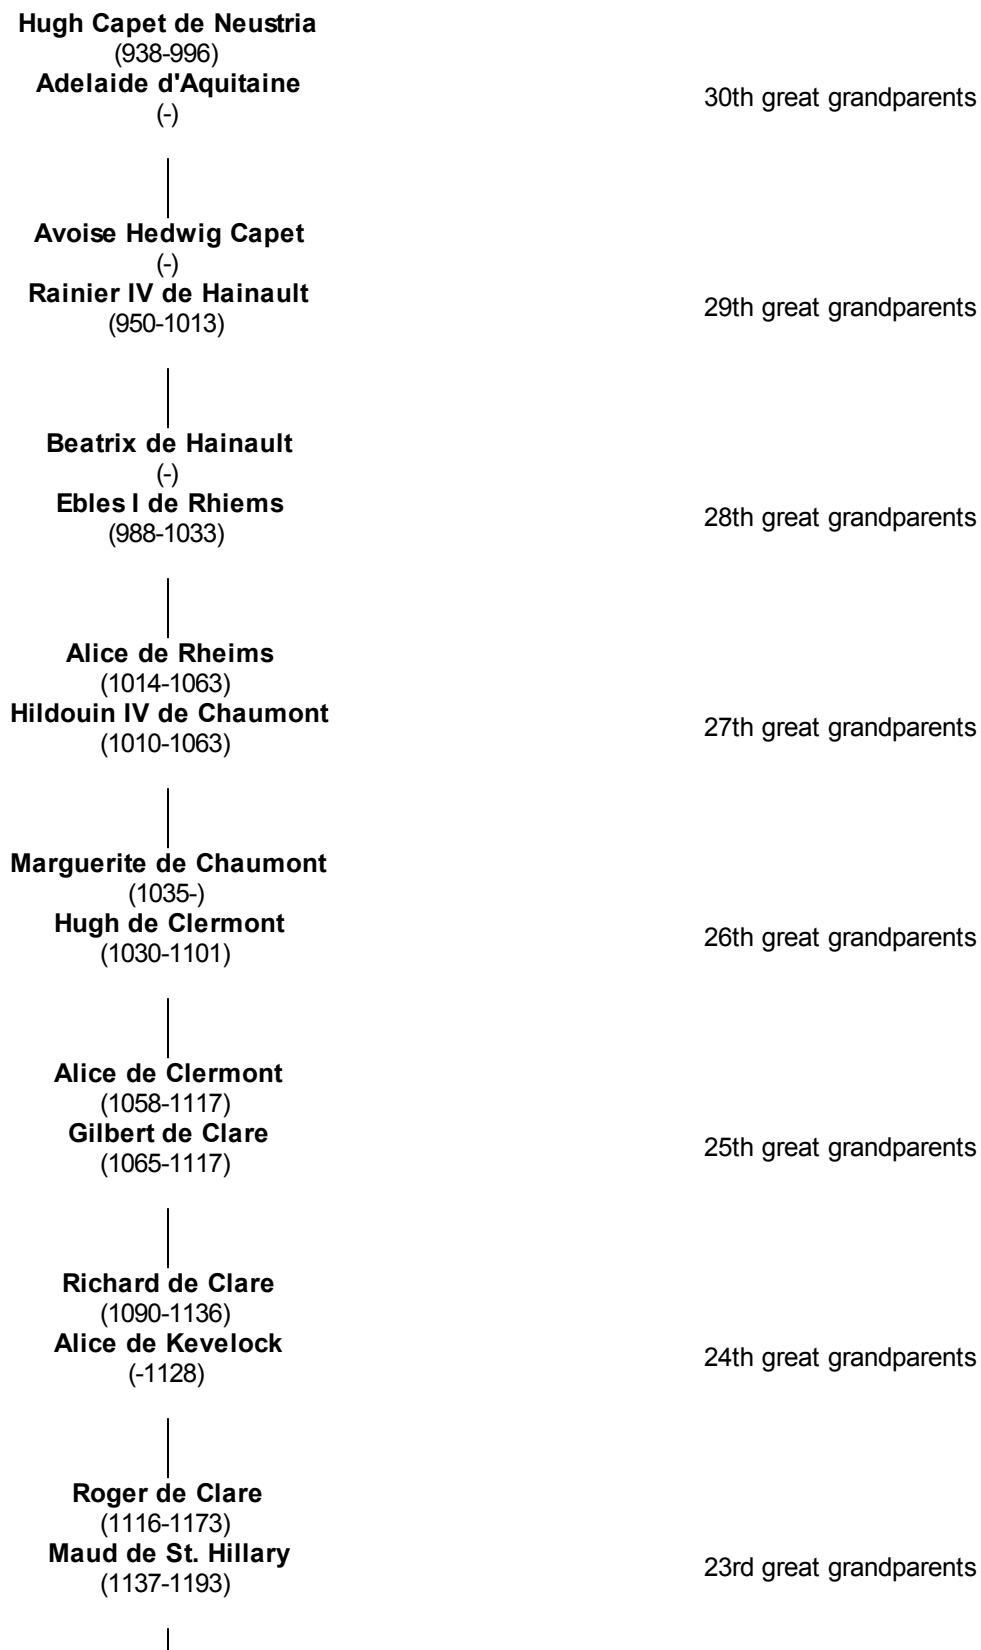 Hugh Capet de Neustria
(938-996)
Adelaide d'Aquitaine
(-)
30th great grandparents
Avoise Hedwig Capet
(-)
Rainier IV de Hainault
(950-1013)
29th great grandparents
Beatrix de Hainault
(-)
Ebles I de Rhiems
(988-1033)
28th great grandparents
Alice de Rheims
(1014-1063)
Hildouin IV de Chaumont
(1010-1063)
27th great grandparents
Marguerite de Chaumont
(1035-)
Hugh de Clermont
(1030-1101)
26th great grandparents
Alice de Clermont
(1058-1117)
Gilbert de Clare
(1065-1117)
25th great grandparents
Richard de Clare
(1090-1136)
Alice de Kevelock
(-1128)
24th great grandparents
Roger de Clare
(1116-1173)
Maud de St. Hillary
(1137-1193)
23rd great grandparents